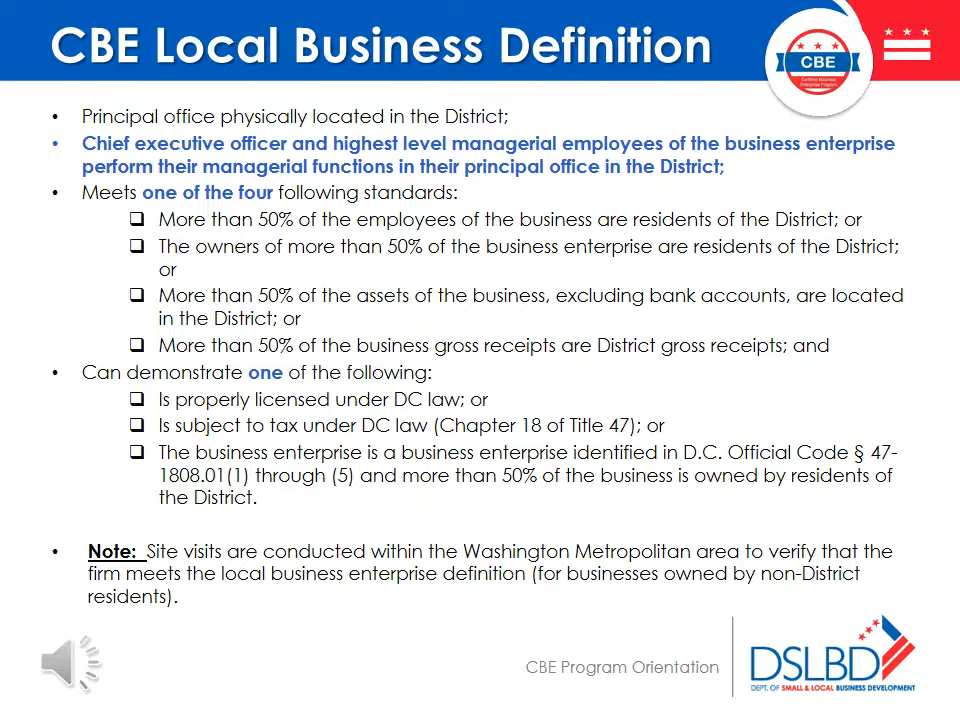 CBE Local Business Definition
CBE
Certified Business
Enterprise Program
• Principal office physically located in the District;
• Chief executive officer and highest level managerial employees of the business enterprise
perform their managerial functions in their principal office in the District;
• Meets one of the four following standards:
❑ More than 50% of the employees of the business are residents of the District; or
❑ The owners of more than 50% of the business enterprise are residents of the District;
or
❑ More than 50% of the assets of the business, excluding bank accounts, are located
in the District; or
❑ More than 50% of the business gross receipts are District gross receipts; and
• Can demonstrate one of the following:
❑ Is properly licensed under DC law; or
❑ Is subject to tax under DC law (Chapter 18 of Title 47); or
❑ The business enterprise is a business enterprise identified in D.C. Official Code § 47-
1808.01(1) through (5) and more than 50% of the business is owned by residents of
the District.
• Note: Site visits are conducted within the Washington Metropolitan area to verify that the
firm meets the local business enterprise definition (for businesses owned by non-District
residents).
CBE Program Orientation
DSLBD
DEPT. OF SMALL & LOCAL BUSINESS DEVELOPMENT